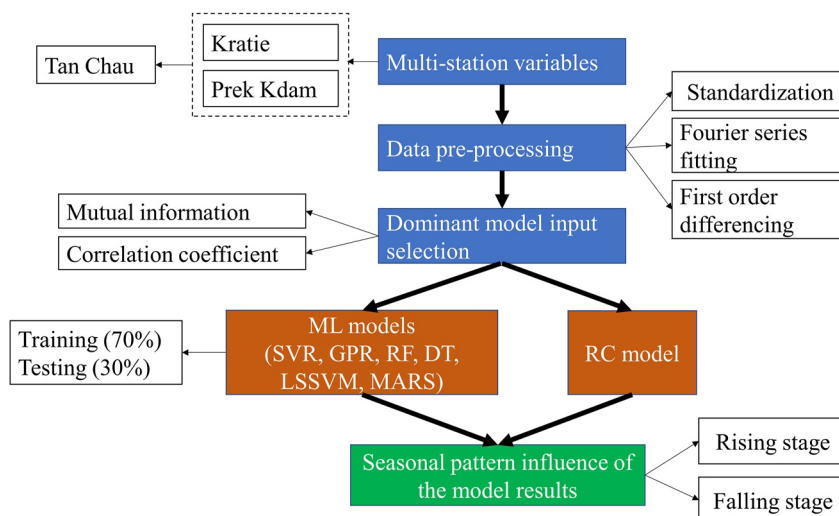 Kratie
Prek Kdam
Tan Chau
Multi-station variables
Data pre-processing
Standardization
Fourier series
fitting
First order
differencing
Dominant model input
selection
Mutual information
Correlation coefficient
ML models
(SVR, GPR, RF, DT,
LSSVM, MARS)
RC model
Training (70%)
Testing (30%)
Seasonal pattern influence of
the model results
Rising stage
Falling stage